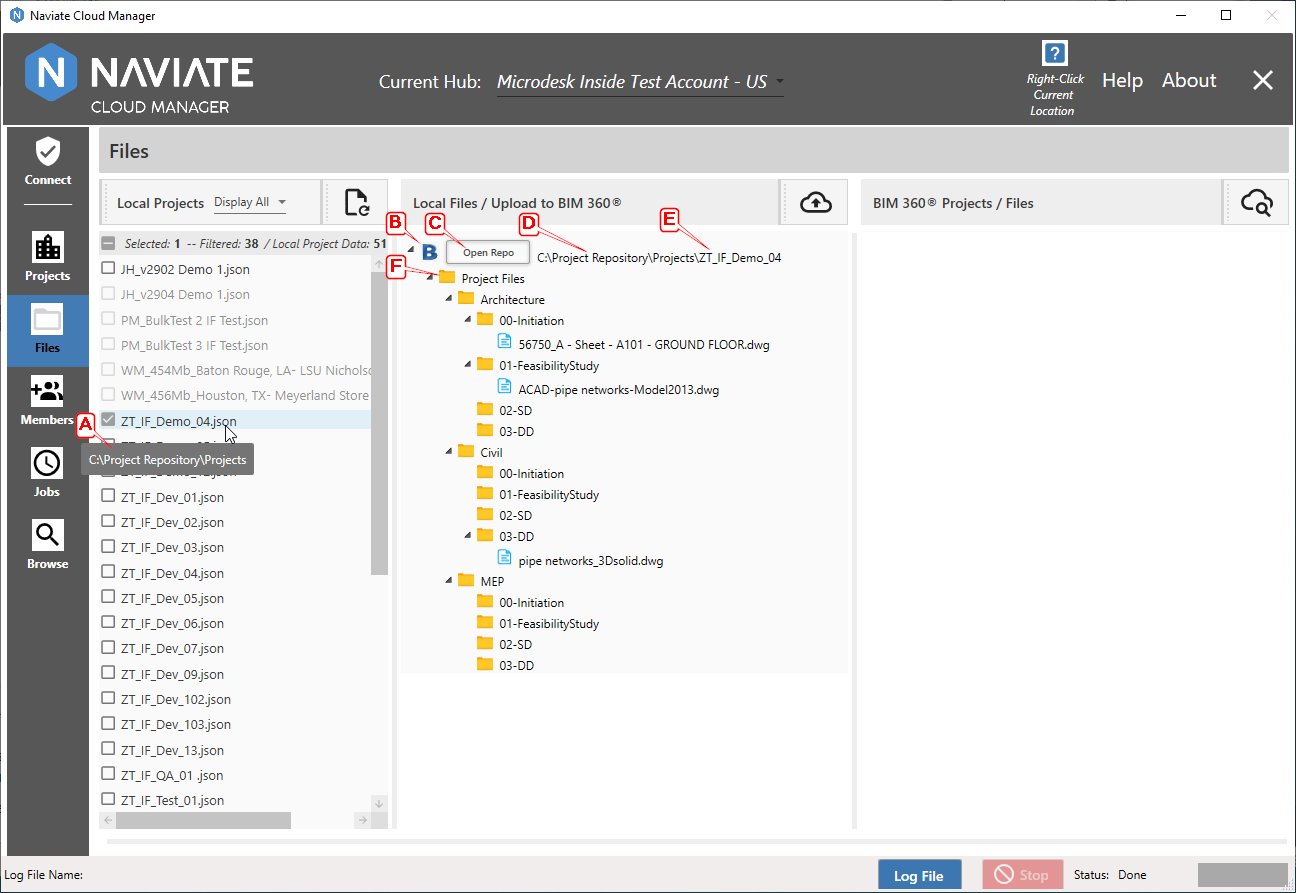 Naviate Cloud Manager
N NAVIATE
CLOUD MANAGER
Current Hub: Microdesk Inside Test Account - US
?
Right-Click
Current
Location
Help About
Files
Connect
Projects
Files
Members
Jobs
Browse
Local Projects Display All
Selected: 1 -- Filtered: 38 / Local Project Data: 51
JH_v2902 Demo 1.json
JH_v2904 Demo 1.json
PM_BulkTest 2 IF Test.json
PM_BulkTest 3 IF Test.json
WM_454Mb_Baton Rouge, LA- LSU Nichols
WM_456Mb_Houston, TX- Meyerland Store
ZT_IF_Demo_04.json
A
C:\Project Repository\Projects
ZT_IF_Dev_01.json
ZT_IF_Dev_02.json
ZT_IF_Dev_03.json
ZT_IF_Dev_04.json
ZT_IF_Dev_05.json
ZT_IF_Dev_06.json
ZT_IF_Dev_07.json
ZT_IF_Dev_09.json
ZT_IF_Dev_102.json
ZT_IF_Dev_103.json
ZT_IF_Dev_13.json
ZT_IF_QA_01 .json
ZT_IF_Test_01.json
Local Files / Upload to BIM 360®
B C D E
B Open Repo C:\Project Repository\Projects\ZT_IF_Demo_04
F
Project Files
Architecture
00-Initiation
56750_A - Sheet - A101 - GROUND FLOOR.dwg
01-FeasibilityStudy
ACAD-pipe networks-Model2013.dwg
02-SD
03-DD
Civil
00-Initiation
01-FeasibilityStudy
02-SD
03-DD
pipe networks_3Dsolid.dwg
MEP
00-Initiation
01-FeasibilityStudy
02-SD
03-DD
BIM 360® Projects / Files
Log File Name:
Log File
Stop
Status: Done